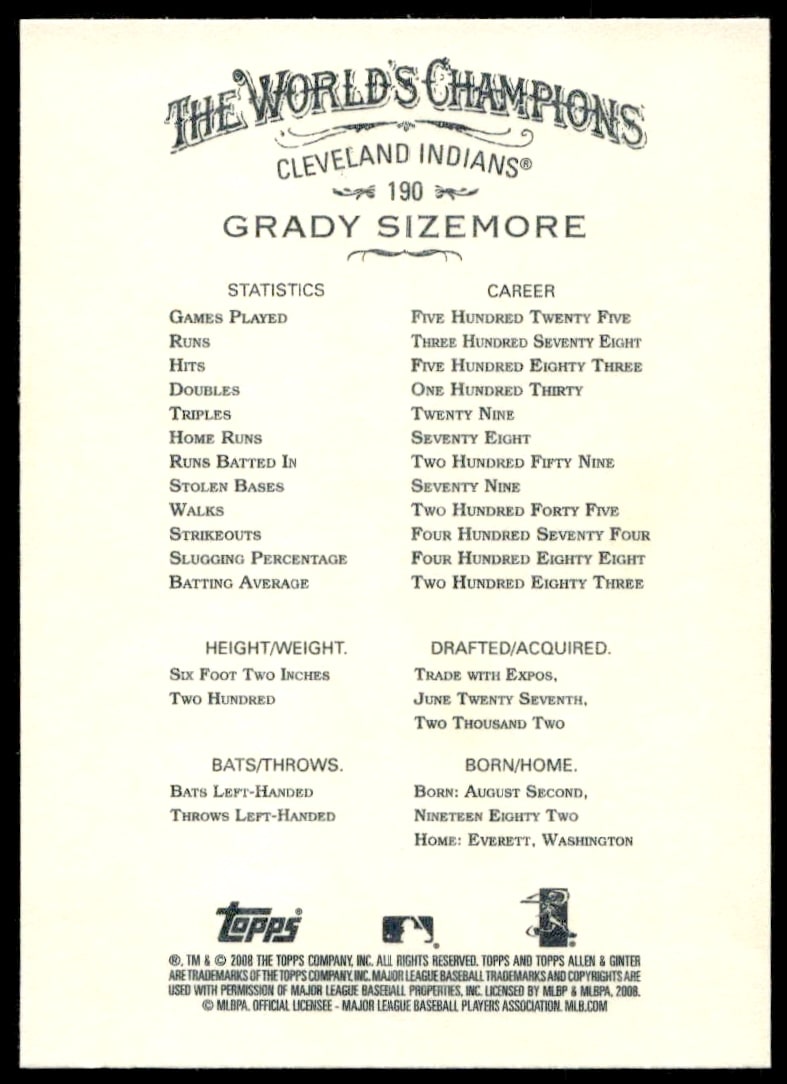 THE WORLD'S CHAMPIONS
CLEVELAND INDIANS®
190
GRADY SIZEMORE
STATISTICS CAREER
GAMES PLAYED FIVE HUNDRED TWENTY FIVE
RUNS THREE HUNDRED SEVENTY EIGHT
HITS FIVE HUNDRED EIGHTY THREE
DOUBLES ONE HUNDRED THIRTY
TRIPLES TWENTY NINE
HOME RUNS SEVENTY EIGHT
RUNS BATTED IN TWO HUNDRED FIFTY NINE
STOLEN BASES SEVENTY NINE
WALKS TWO HUNDRED FORTY FIVE
STRIKEOUTS FOUR HUNDRED SEVENTY FOUR
SLUGGING PERCENTAGE FOUR HUNDRED EIGHTY EIGHT
BATTING AVERAGE TWO HUNDRED EIGHTY THREE
HEIGHT/WEIGHT.
SIX FOOT TWO INCHES
TWO HUNDRED
DRAFTED/ACQUIRED.
TRADE WITH EXPOS,
JUNE TWENTY SEVENTH,
TWO THOUSAND TWO
BATS/THROWS.
BATS LEFT-HANDED
THROWS LEFT-HANDED
BORN/HOME.
BORN: AUGUST SECOND,
NINETEEN EIGHTY TWO
HOME: EVERETT, WASHINGTON
topps
®, TM & © 2008 THE TOPPS COMPANY, INC. ALL RIGHTS RESERVED. TOPPS AND TOPPS ALLEN & GINTER
ARE TRADEMARKS OF THE TOPPS COMPANY, INC. MAJOR LEAGUE BASEBALL TRADEMARKS AND COPYRIGHTS ARE
USED WITH PERMISSION OF MAJOR LEAGUE BASEBALL PROPERTIES, INC. LICENSED BY MLBP & MLBPA, 2008.
© MLBPA. OFFICIAL LICENSEE - MAJOR LEAGUE BASEBALL PLAYERS ASSOCIATION. MLB.COM